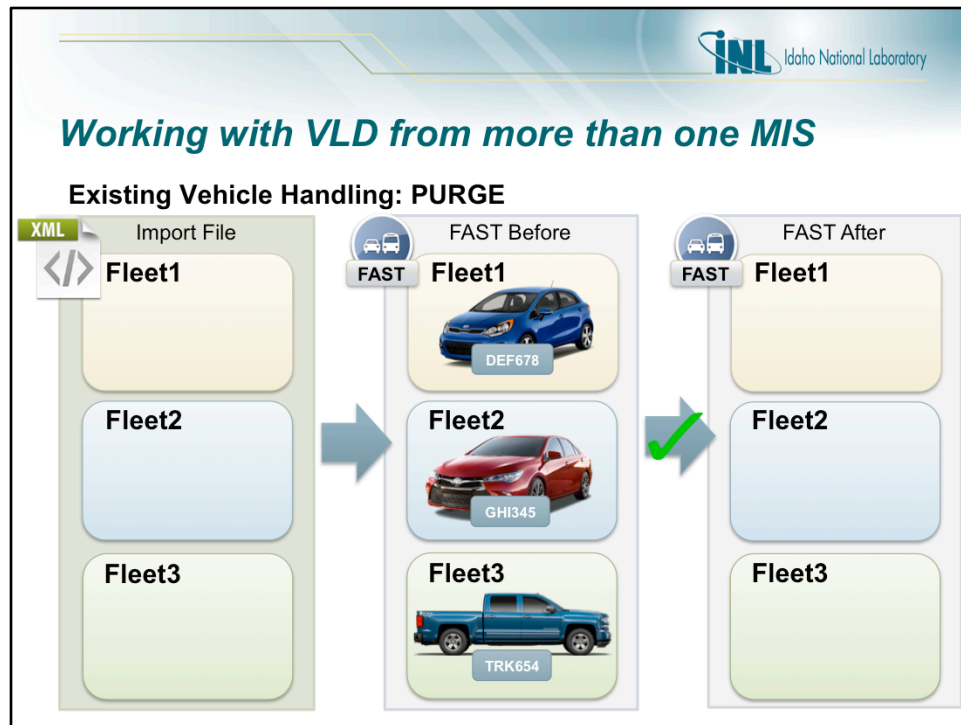 INL Idaho National Laboratory
Working with VLD from more than one MIS
Existing Vehicle Handling: PURGE
XML
</>
Import File
Fleet1
Fleet2
Fleet3
FAST
FAST Before
Fleet1
DEF678
Fleet2
GHI345
Fleet3
TRK654
FAST
FAST After
Fleet1
Fleet2
Fleet3